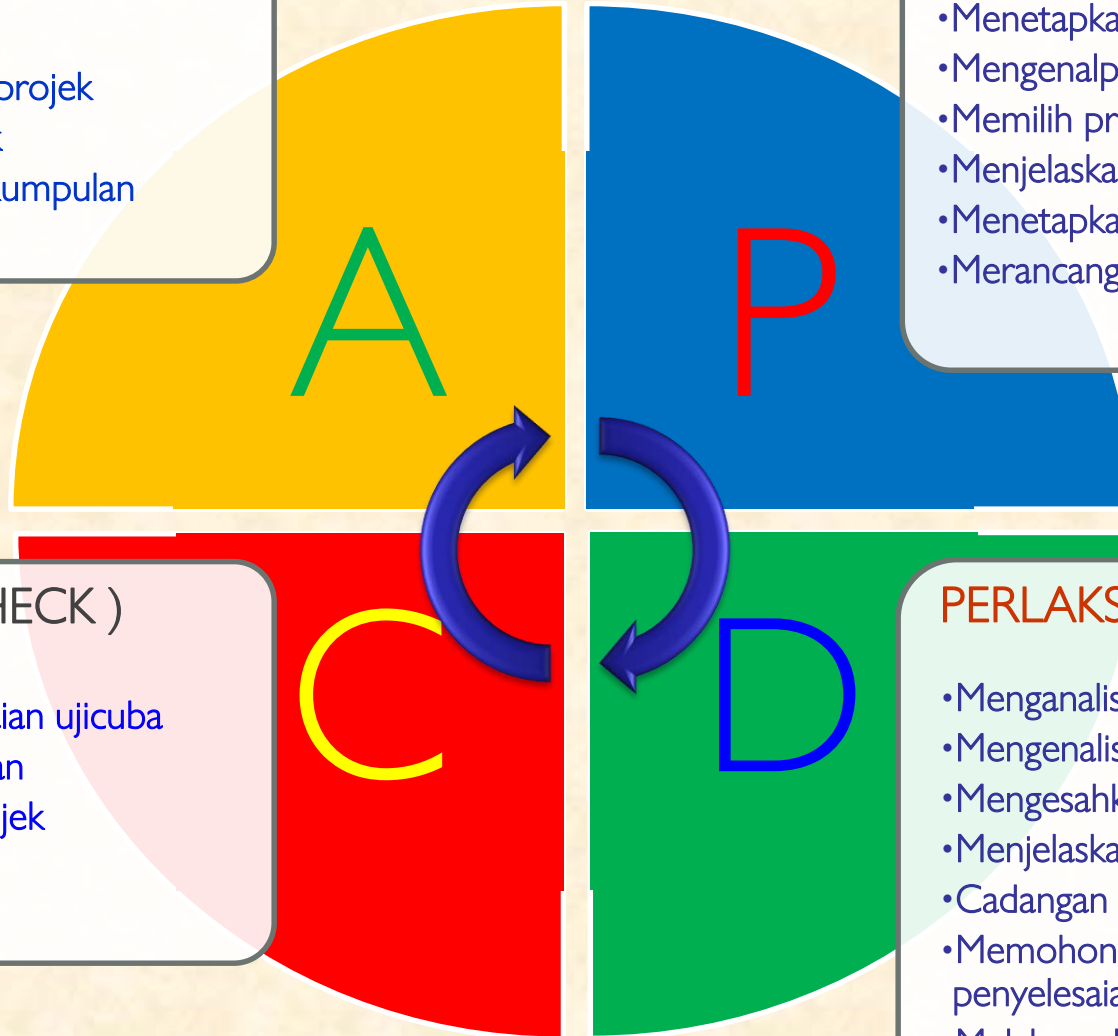 projek
umpulan
A
P
•Menetapka
•Mengenalp
•Memilih pr
•Menjelaska
•Menetapka
•Merancang
HECK )
ian ujicuba
an
jek
C
D
PERLAKS
•Menganalis
•Mengenalis
•Mengesahk
•Menjelaska
•Cadangan
•Memohon
penyelesaia